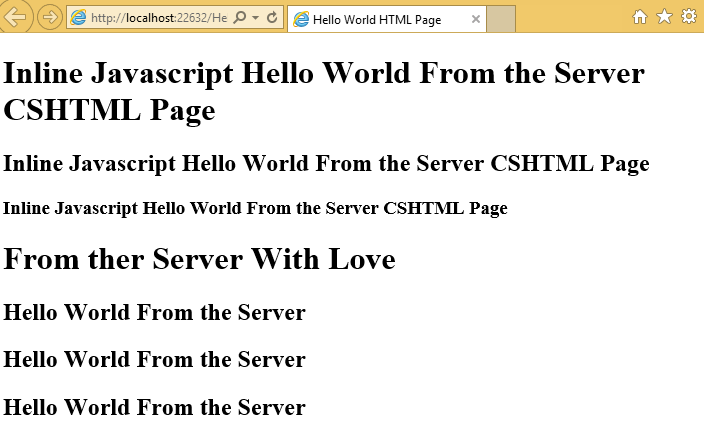 http://localhost:22632/He
Hello World HTML Page
Inline Javascript Hello World From the Server
CSHTML Page
Inline Javascript Hello World From the Server CSHTML Page
Inline Javascript Hello World From the Server CSHTML Page
From ther Server With Love
Hello World From the Server
Hello World From the Server
Hello World From the Server